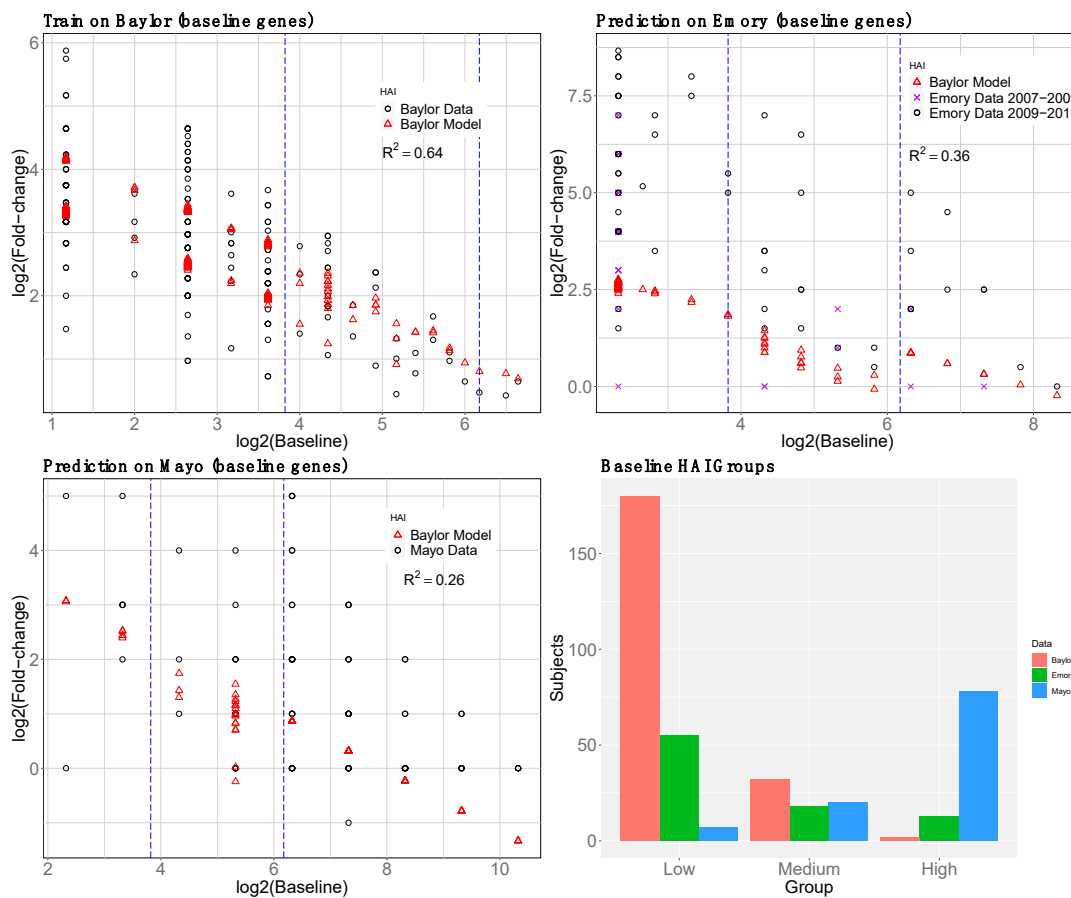 Train on Baylor (baseline genes)
log2(Fold−change)
6
4
2
1
2
3
4
5
6
log2(Baseline)
HAI
Baylor Data
Baylor Model
R² = 0.64
Prediction on Emory (baseline genes)
log2(Fold−change)
7.5
5.0
2.5
0.0
4
6
8
log2(Baseline)
HAI
Baylor Model
Emory Data 2007−200
Emory Data 2009−201
R² = 0.36
Prediction on Mayo (baseline genes)
log2(Fold−change)
4
2
0
2
4
6
8
10
log2(Baseline)
HAI
Baylor Model
Mayo Data
R² = 0.26
Baseline HAI Groups
Subjects
150
100
50
0
Low
Medium
High
Group
Data
Baylo
Emor
Mayo